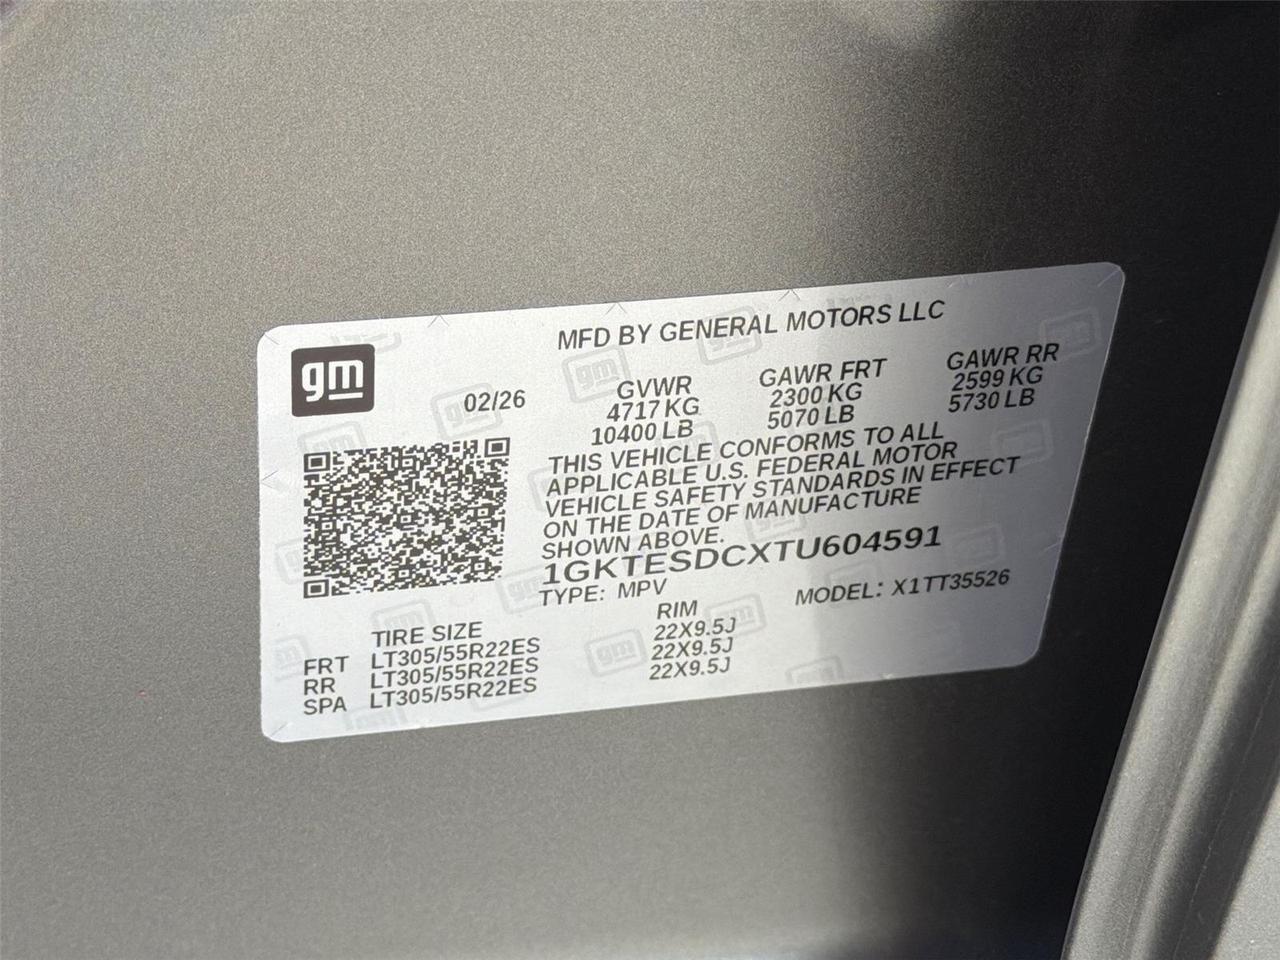 MFD BY GENERAL MOTORS LLC
gm
02/26
GVWR GAWR FRT GAWR RR
4717 KG 2300 KG 2599 KG
10400 LB 5070 LB 5730 LB
THIS VEHICLE CONFORMS TO ALL
APPLICABLE U.S. FEDERAL MOTOR
VEHICLE SAFETY STANDARDS IN EFFECT
ON THE DATE OF MANUFACTURE
SHOWN ABOVE.
1GKTESDCXTU604591
TYPE: MPV MODEL: X1TT35526
TIRE SIZE RIM
FRT LT305/55R22ES 22X9.5J
RR LT305/55R22ES 22X9.5J
SPA LT305/55R22ES 22X9.5J